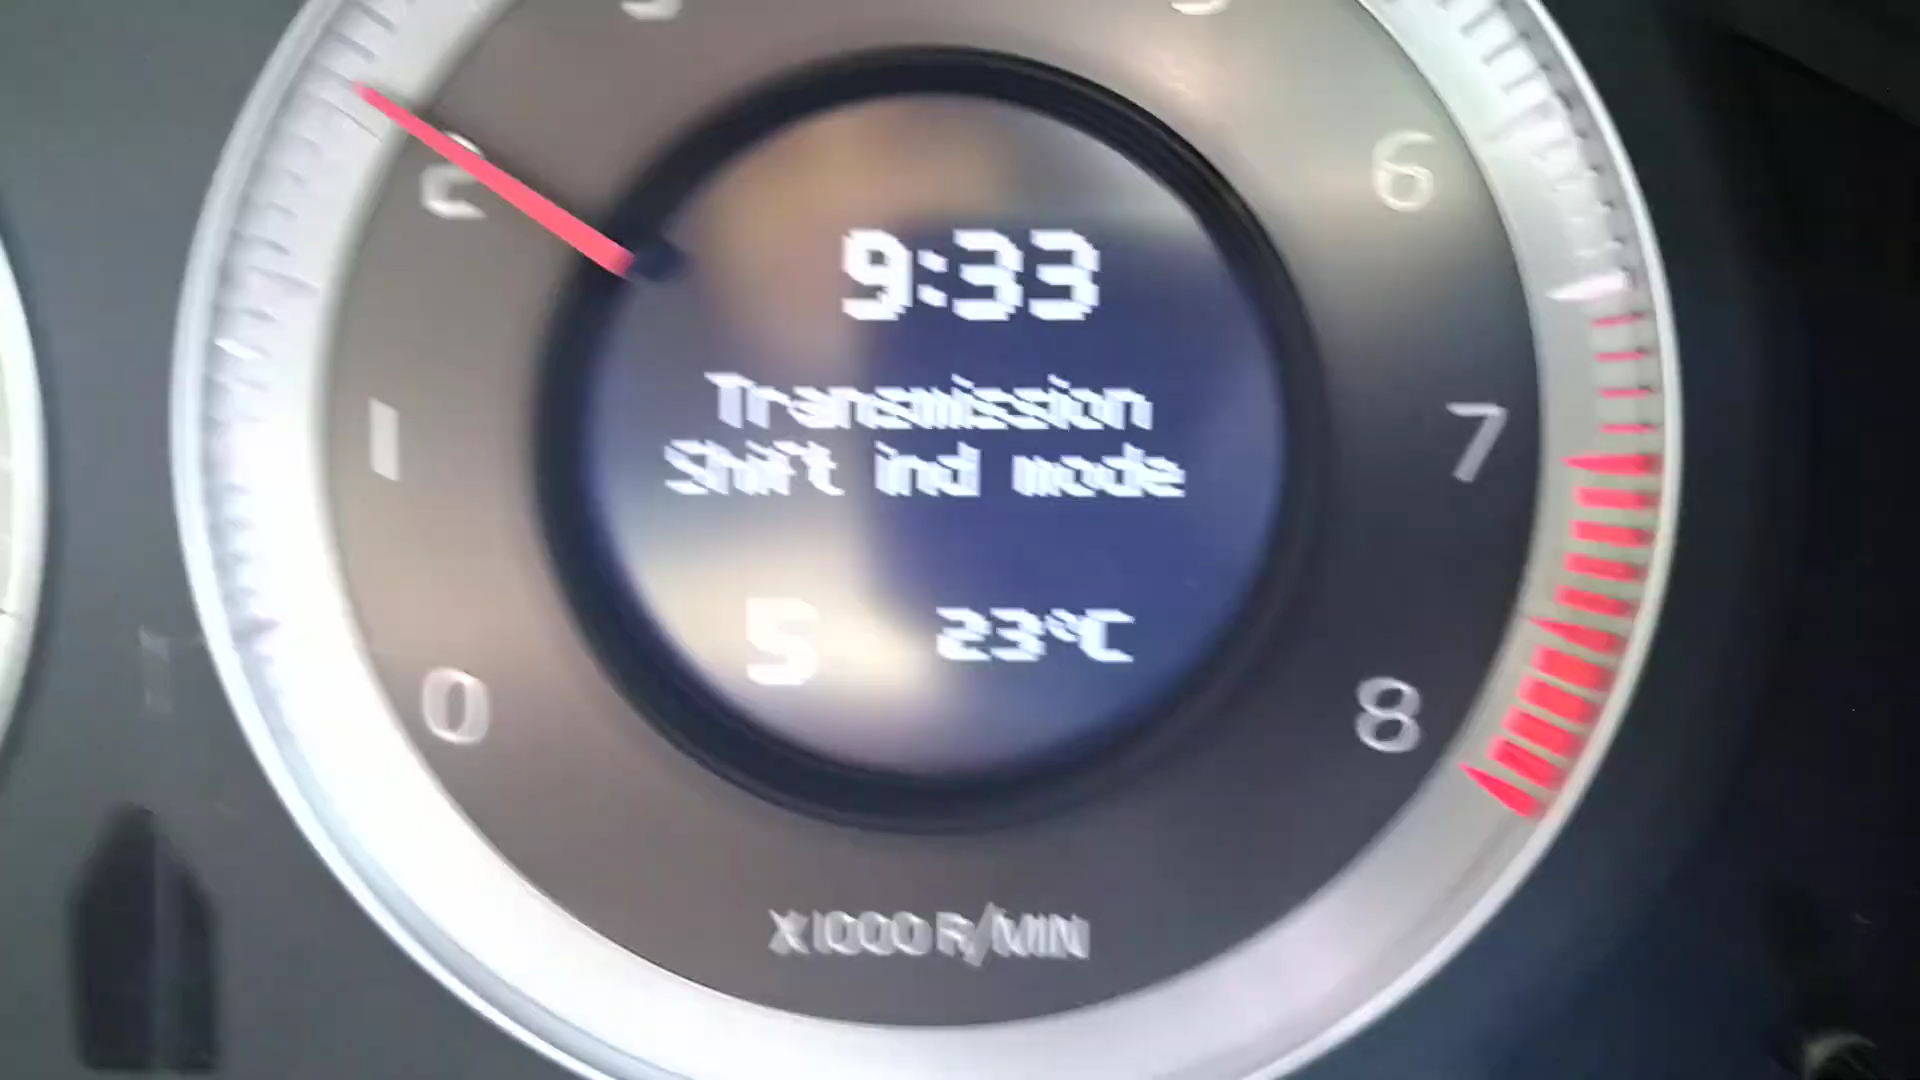 9:33
2
6
Transmission
Shift ind mode
1
7
5 23°C
0
8
X1000 R/MIN